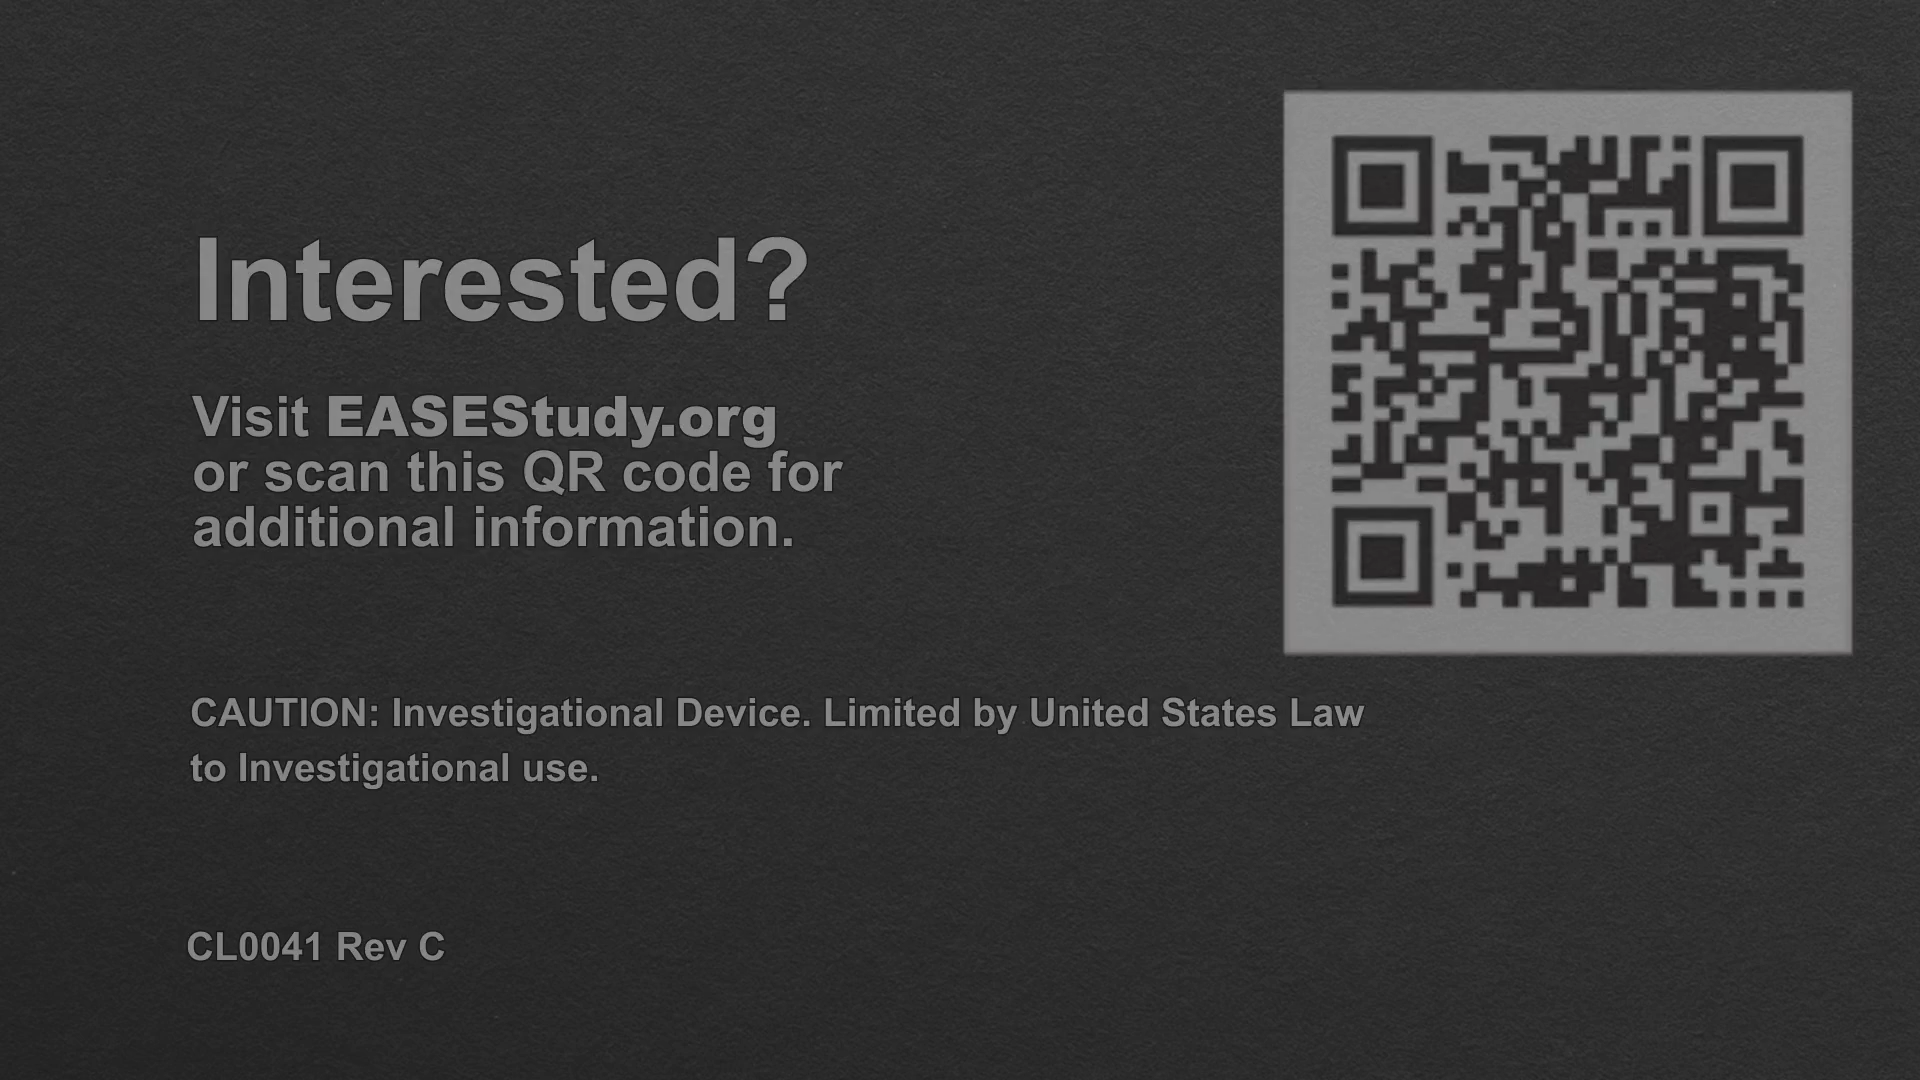 Interested?
Visit EASEStudy.org
or scan this QR code for
additional information.
CAUTION: Investigational Device. Limited by United States Law
to Investigational use.
CL0041 Rev C